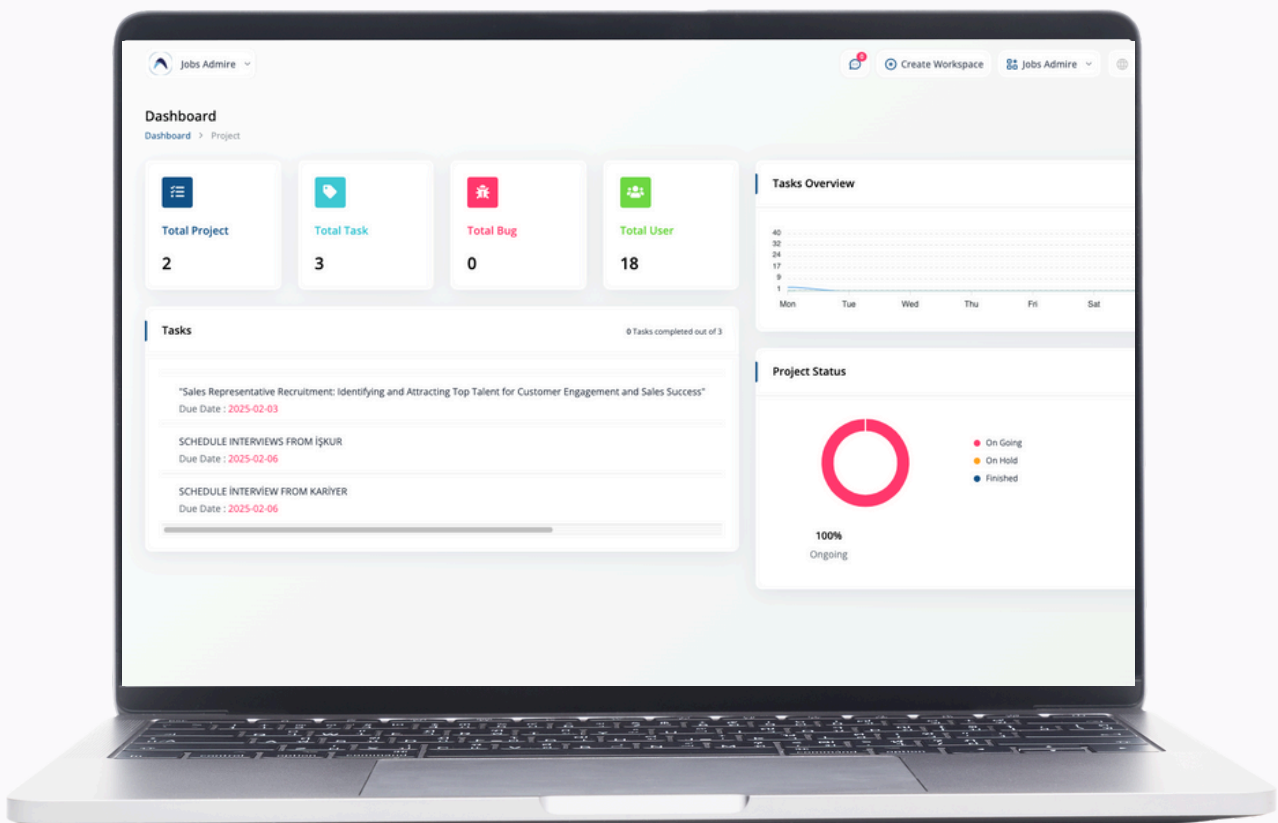 Jobs Admire
0
Create Workspace
Jobs Admire
Dashboard
Dashboard > Project
Total Project
2
Total Task
3
Total Bug
0
Total User
18
Tasks Overview
40
32
24
17
9
1
Mon Tue Wed Thu Fri Sat
Tasks
0 Tasks completed out of 3
"Sales Representative Recruitment: Identifying and Attracting Top Talent for Customer Engagement and Sales Success"
Due Date : 2025-02-03
SCHEDULE INTERVIEWS FROM İŞKUR
Due Date : 2025-02-06
SCHEDULE İNTERVİEW FROM KARİYER
Due Date : 2025-02-06
Project Status
On Going
On Hold
Finished
100%
Ongoing